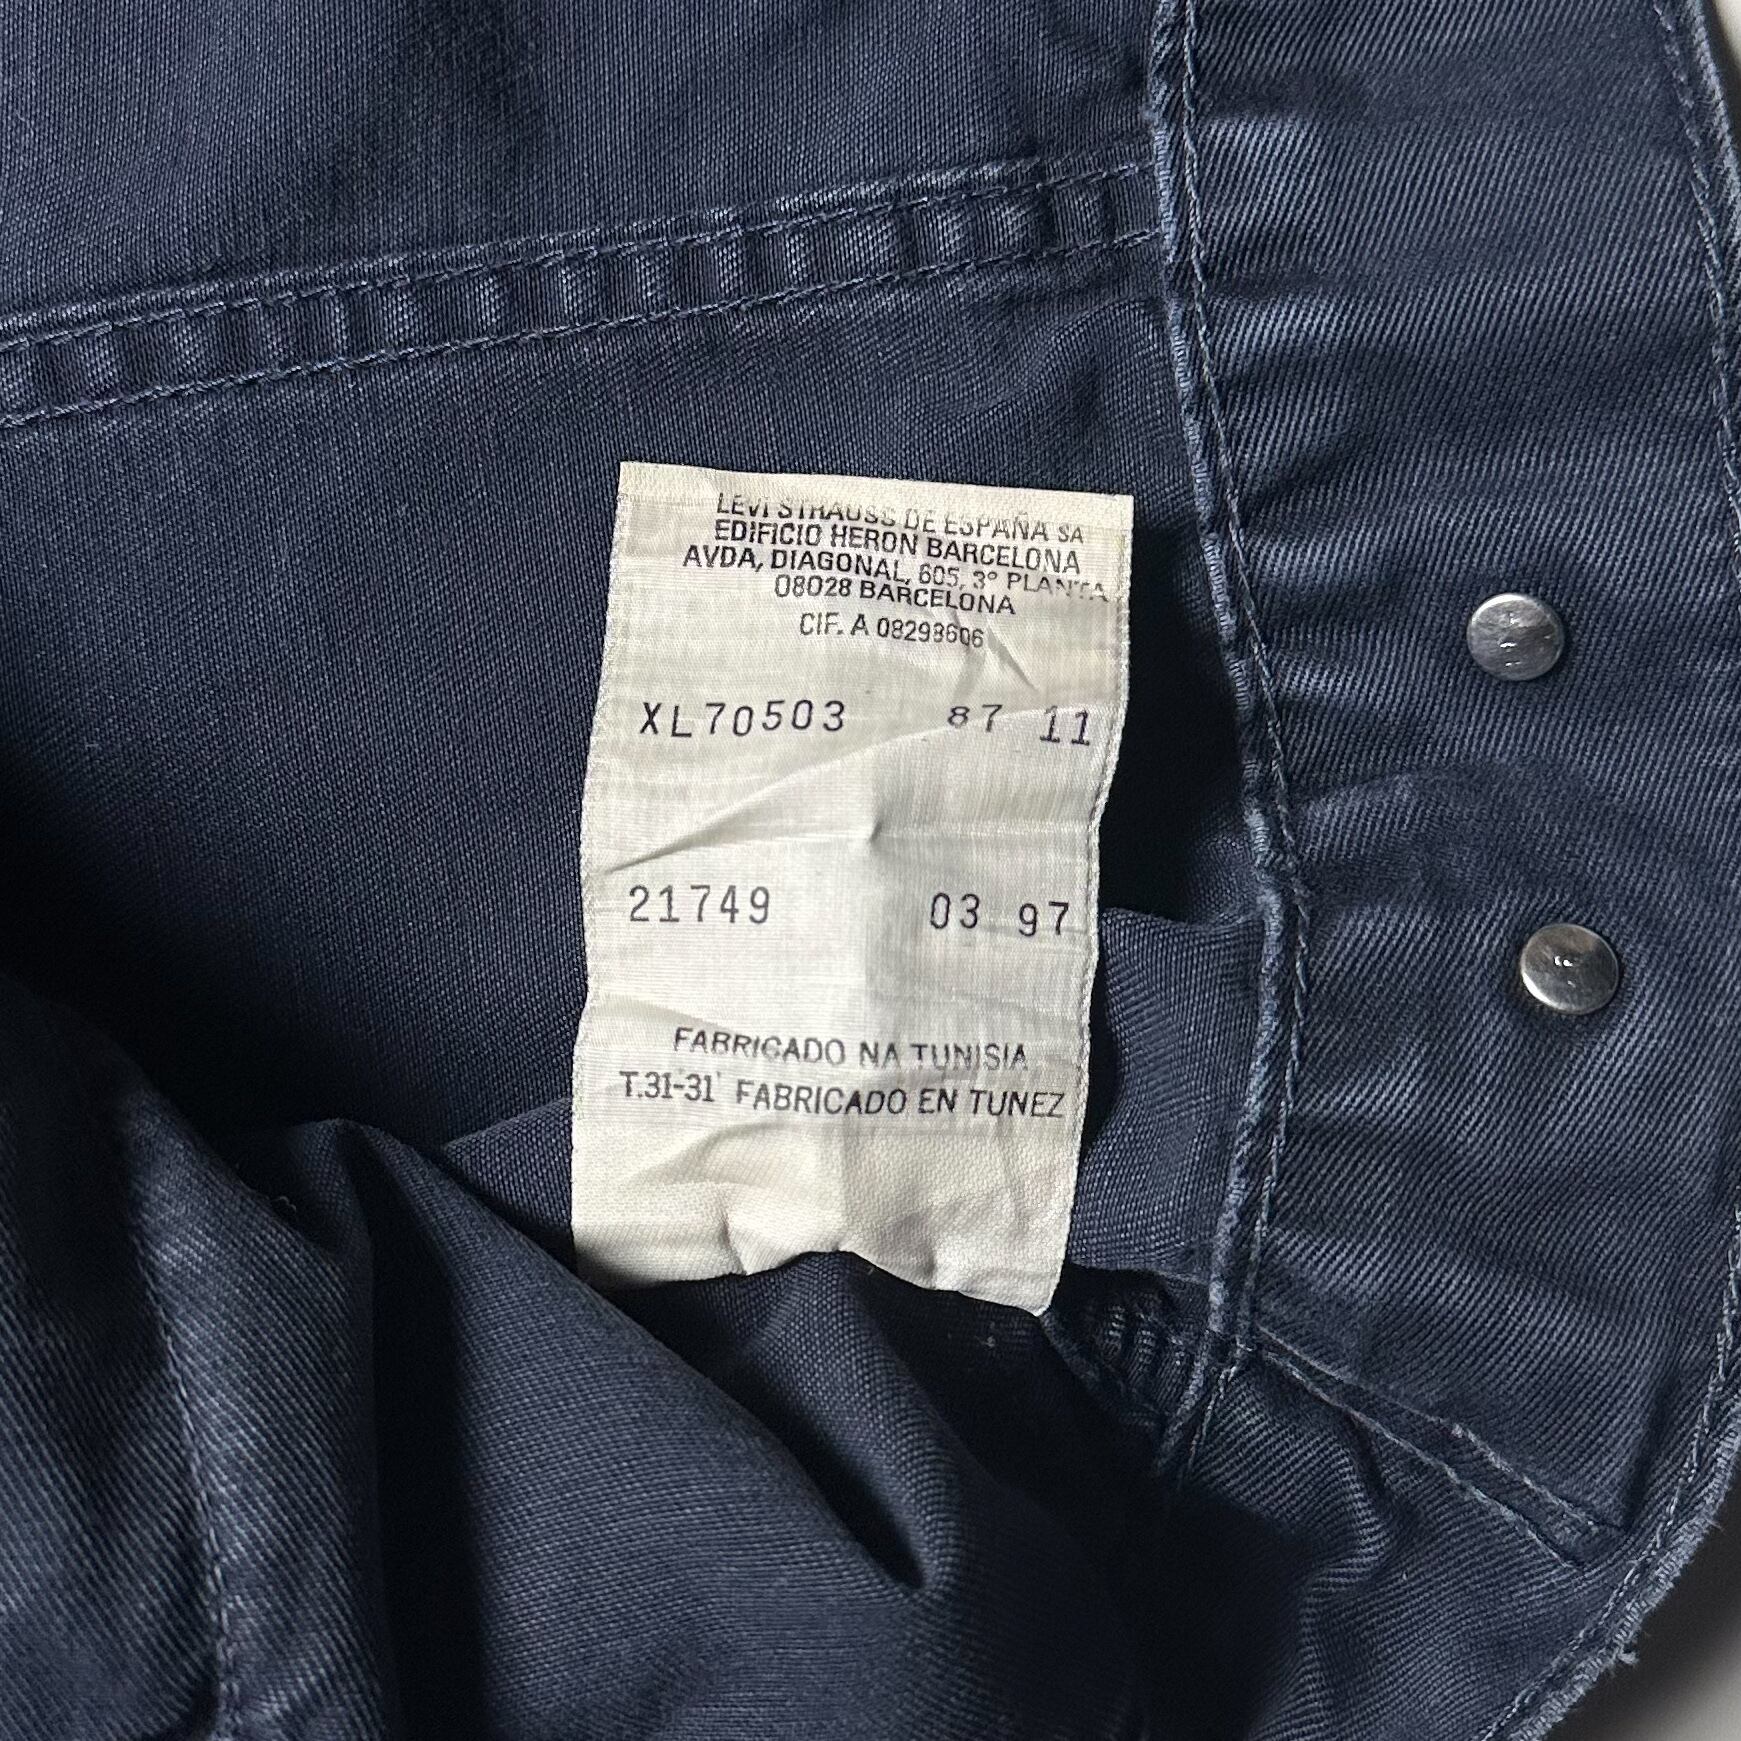 LEVI STRAUSS DE ESPAÑA SA
EDIFICIO HERON BARCELONA
AVDA, DIAGONAL, 605, 3º PLANTA
08028 BARCELONA
CIF. A 08298606
XL70503 87 11
21749 03 97
FABRICADO NA TUNISIA
T.31-31 FABRICADO EN TUNEZ